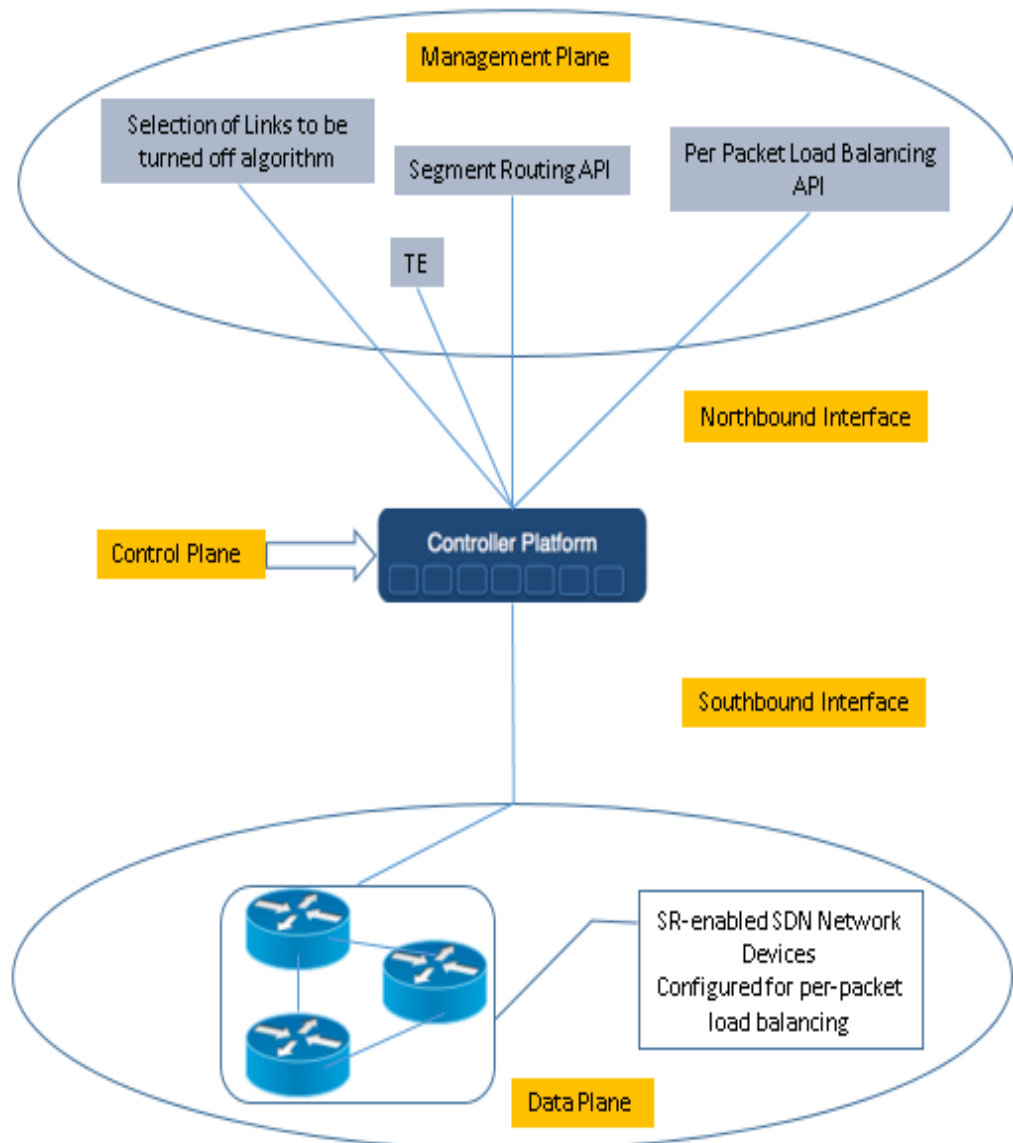 Management Plane
Selection of Links to be
turned off algorithm
Segment Routing API
Per Packet Load Balancing
API
TE
Northbound Interface
Control Plane
Controller Platform
Southbound Interface
SR-enabled SDN Network
Devices
Configured for per-packet
load balancing
Data Plane